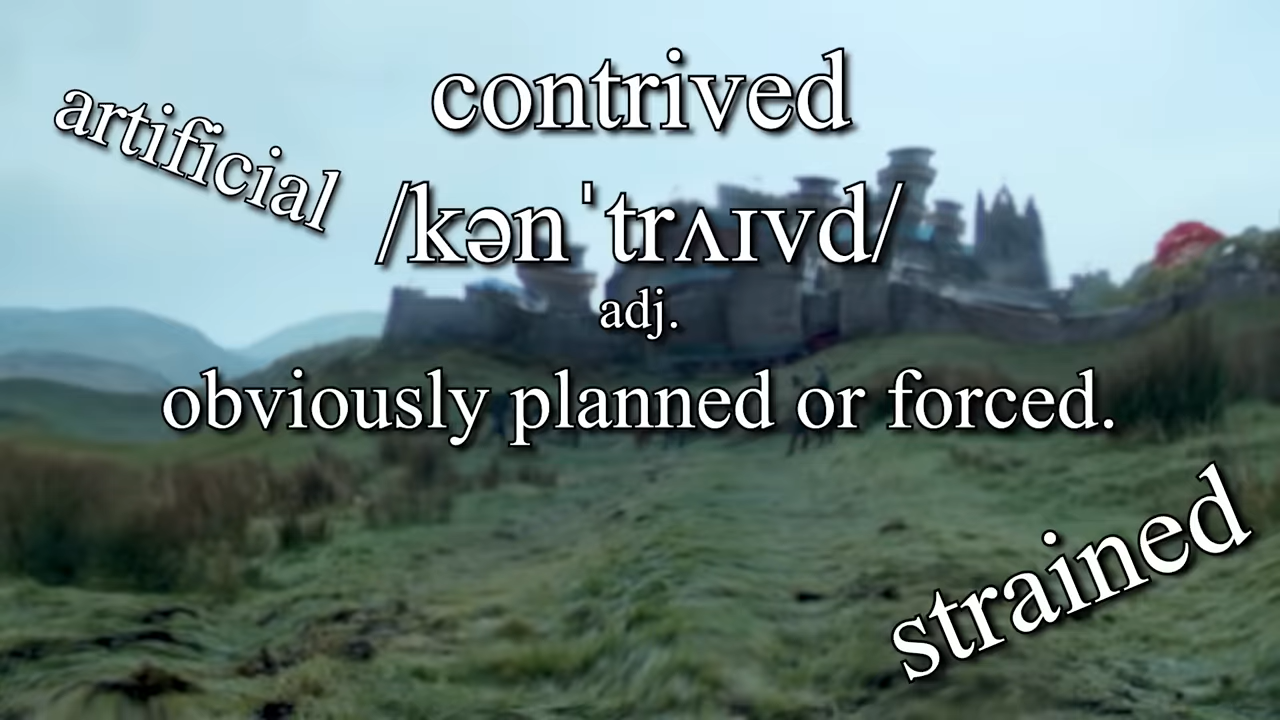 contrived
artificial
/kənˈtrʌɪvd/
adj.
obviously planned or forced.
strained